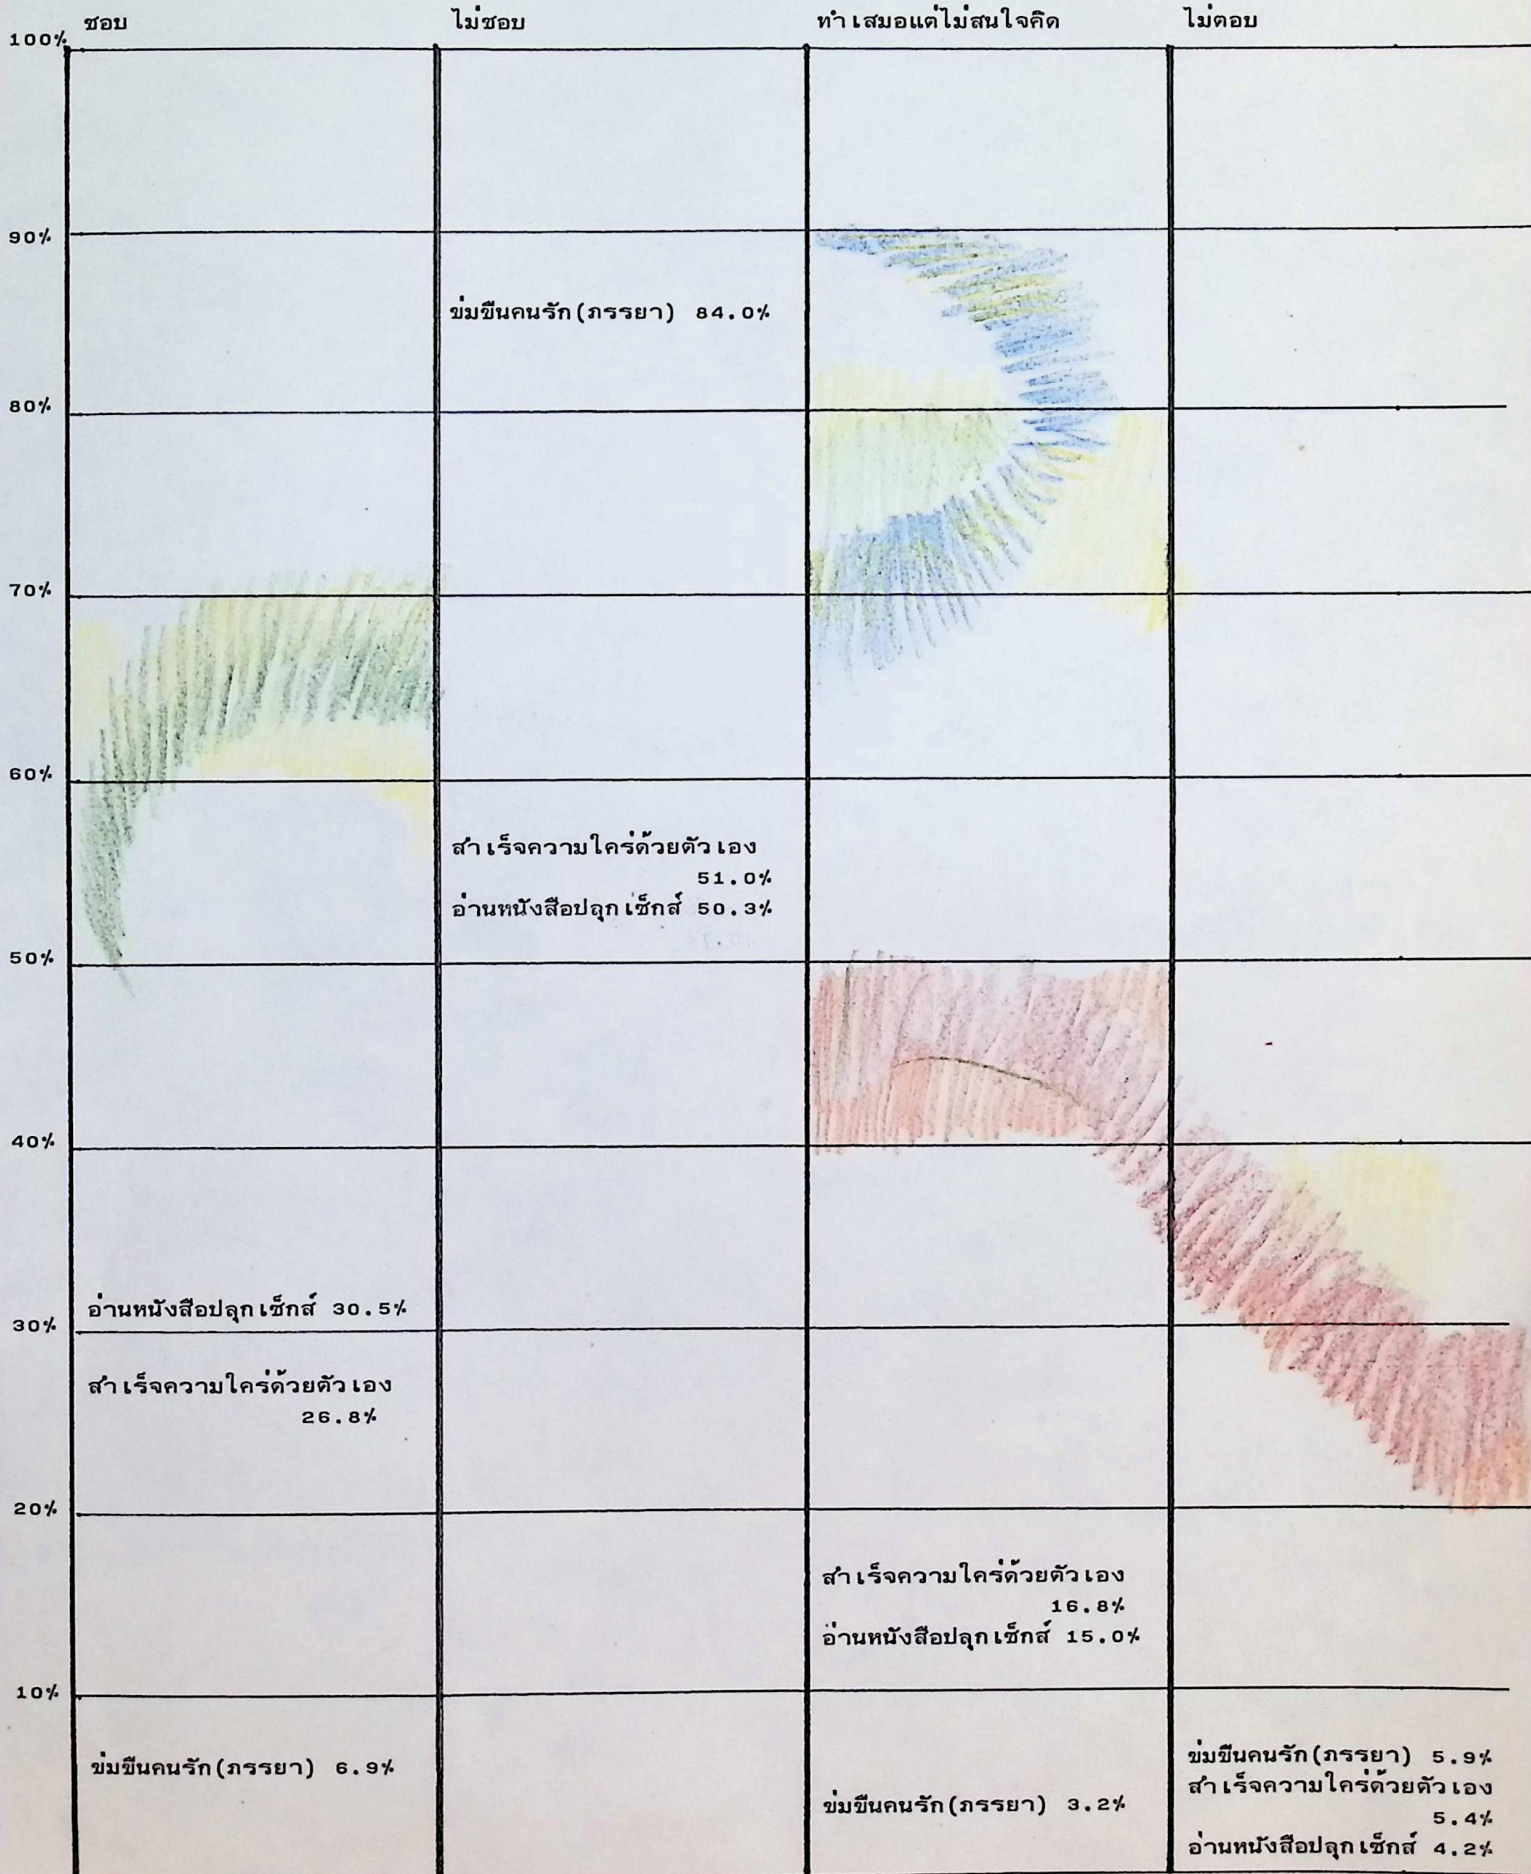 ชอบ
ไม่ชอบ
ทำเสมอแต่ไม่สนใจคิด
ไม่ตอบ
100%
90%
ข่มขืนคนรัก(ภรรยา) 84.0%
80%
70%
60%
สำเร็จความใคร่ด้วยตัวเอง
51.0%
อ่านหนังสือปลุกเซ็กส์ 50.3%
50%
40%
อ่านหนังสือปลุกเซ็กส์ 30.5%
30%
สำเร็จความใคร่ด้วยตัวเอง
26.8%
20%
สำเร็จความใคร่ด้วยตัวเอง
16.8%
อ่านหนังสือปลุกเซ็กส์ 15.0%
10%
ข่มขืนคนรัก(ภรรยา) 6.9%
ข่มขืนคนรัก(ภรรยา) 3.2%
ข่มขืนคนรัก(ภรรยา) 5.9%
สำเร็จความใคร่ด้วยตัวเอง
5.4%
อ่านหนังสือปลุกเซ็กส์ 4.2%